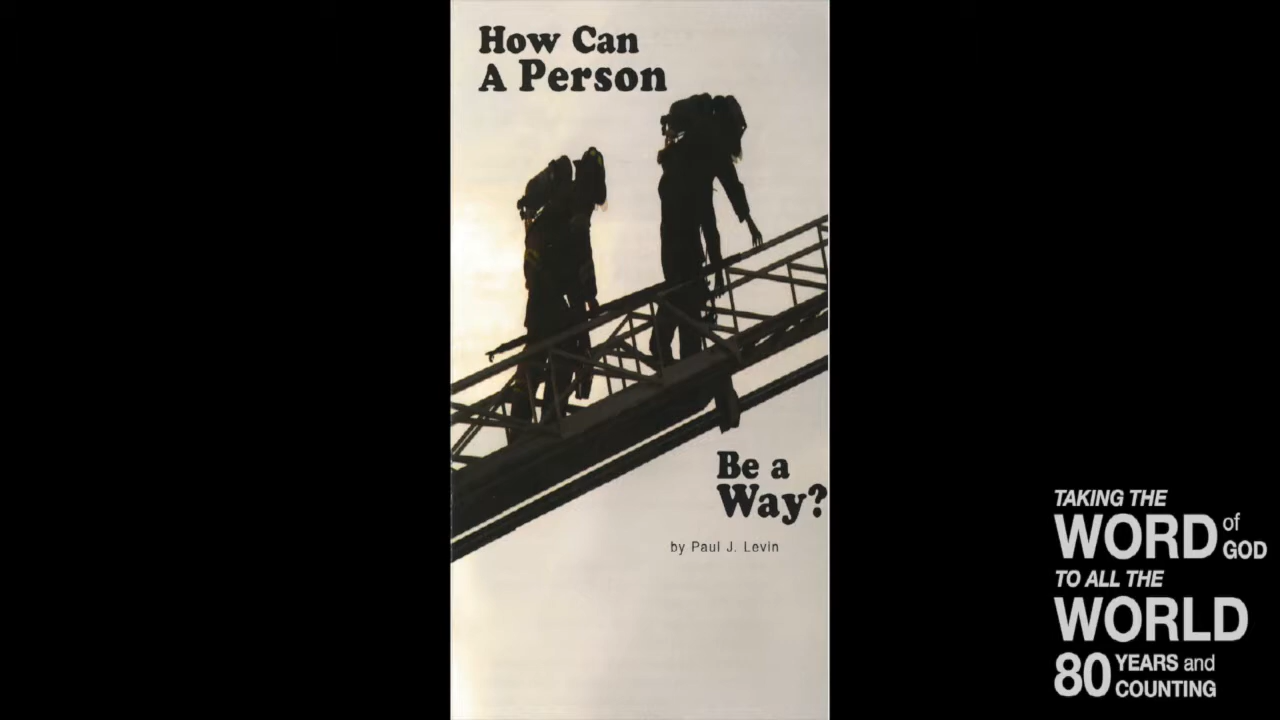 How Can
A Person
Be a
Way?
by Paul J. Levin
TAKING THE
WORD of
GOD
TO ALL THE
WORLD
80 YEARS and
COUNTING